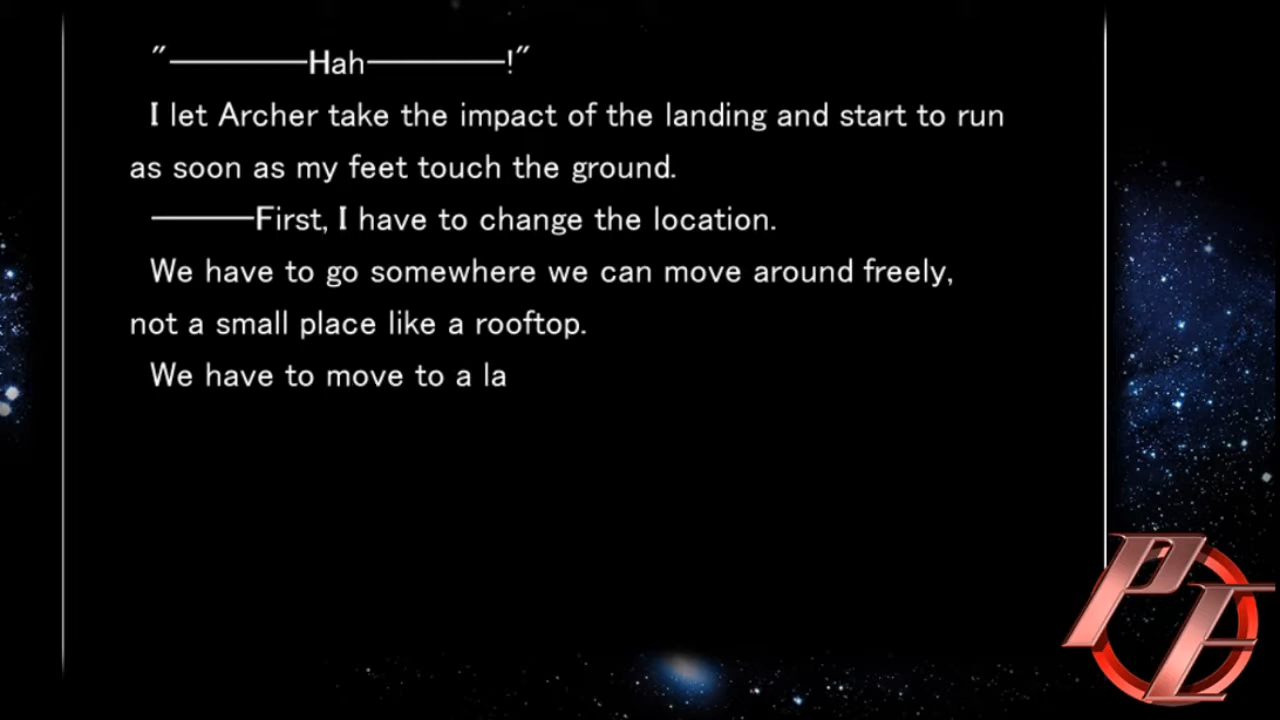 "————Hah————!"
I let Archer take the impact of the landing and start to run
as soon as my feet touch the ground.
———First, I have to change the location.
We have to go somewhere we can move around freely,
not a small place like a rooftop.
We have to move to a la
PE